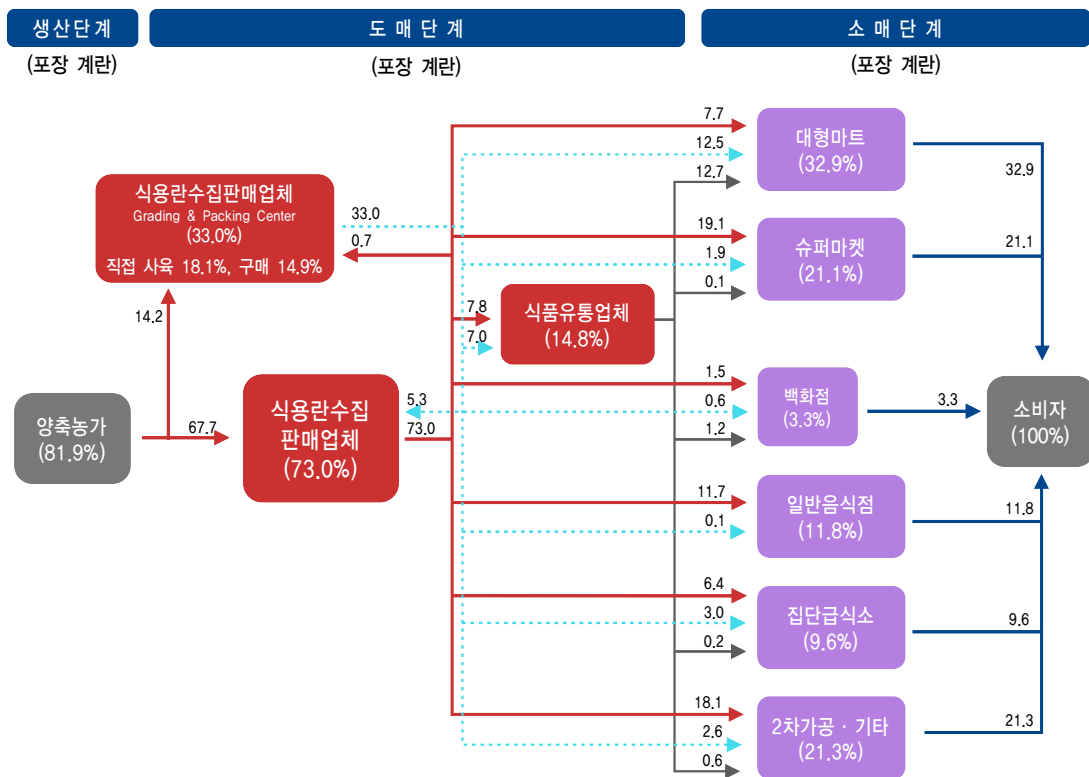 생산단계
도매단계
소매단계
(포장 계란)
(포장 계란)
(포장 계란)
식용란수집판매업체
Grading & Packing Center
(33.0%)
직접 사육 18.1%, 구매 14.9%
33.0
0.7
14.2
양축농가
(81.9%)
67.7
식용란수집
판매업체
(73.0%)
5.3
73.0
7.8
7.0
식품유통업체
(14.8%)
7.7
12.5
12.7
대형마트
(32.9%)
32.9
19.1
1.9
0.1
슈퍼마켓
(21.1%)
21.1
1.5
0.6
1.2
백화점
(3.3%)
3.3
소비자
(100%)
11.7
0.1
일반음식점
(11.8%)
11.8
6.4
3.0
0.2
집단급식소
(9.6%)
9.6
18.1
2.6
0.6
2차가공 · 기타
(21.3%)
21.3